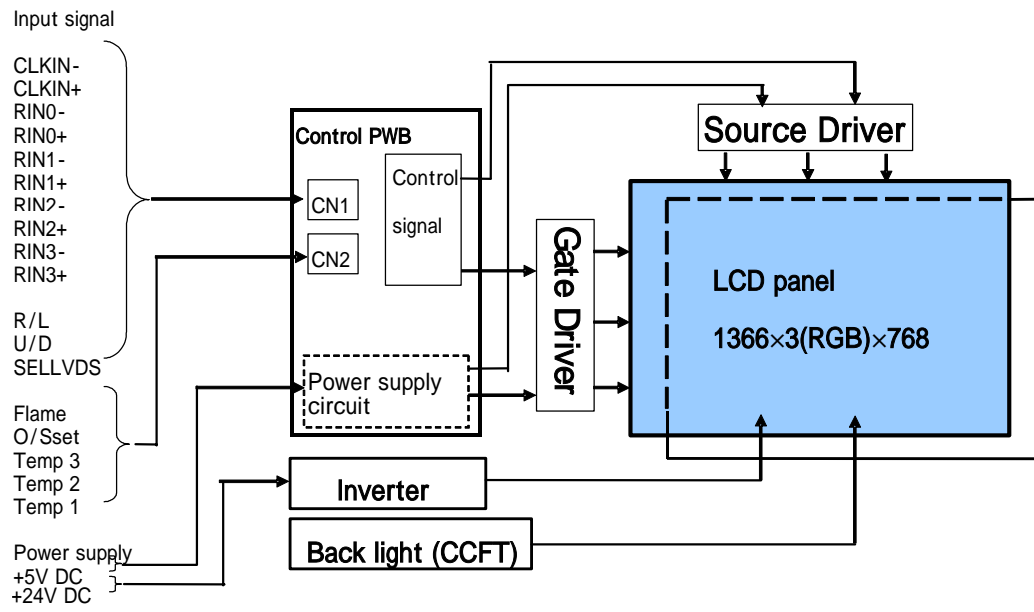 Input signal
CLKIN-
CLKIN+
RIN0-
RIN0+
RIN1-
RIN1+
RIN2-
RIN2+
RIN3-
RIN3+
R/L
U/D
SELLVDS
Flame
O/Sset
Temp 3
Temp 2
Temp 1
Power supply
+5V DC
+24V DC
Control PWB
CN1
CN2
Control
signal
Power supply
circuit
Inverter
Back light (CCFT)
Gate Driver
Source Driver
LCD panel
1366×3(RGB)×768